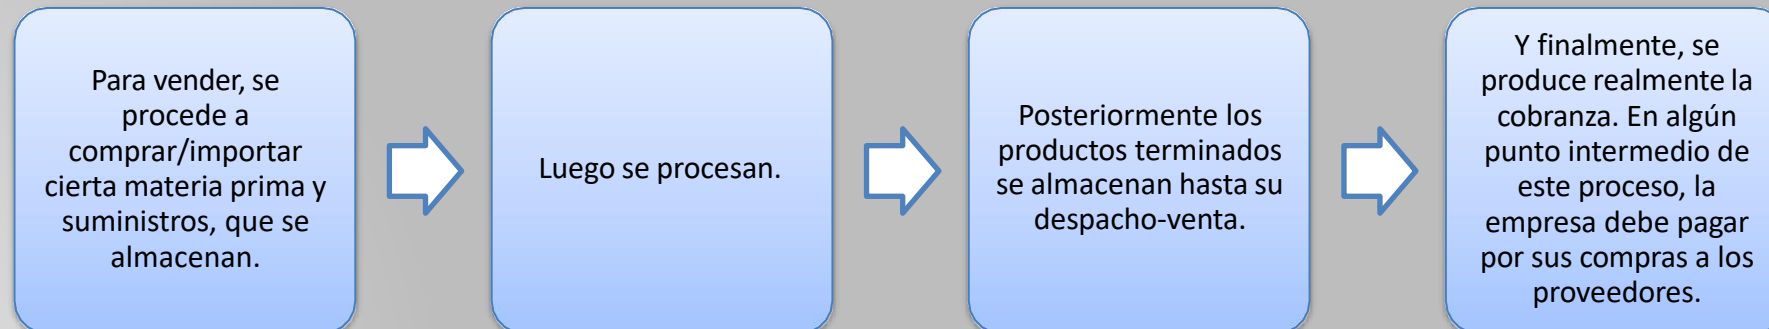 Para vender, se
procede a
comprar/importar
cierta materia prima y
suministros, que se
almacenan.
Luego se procesan.
Posteriormente los
productos terminados
se almacenan hasta su
despacho-venta.
Y finalmente, se
produce realmente la
cobranza. En algún
punto intermedio de
este proceso, la
empresa debe pagar
por sus compras a los
proveedores.